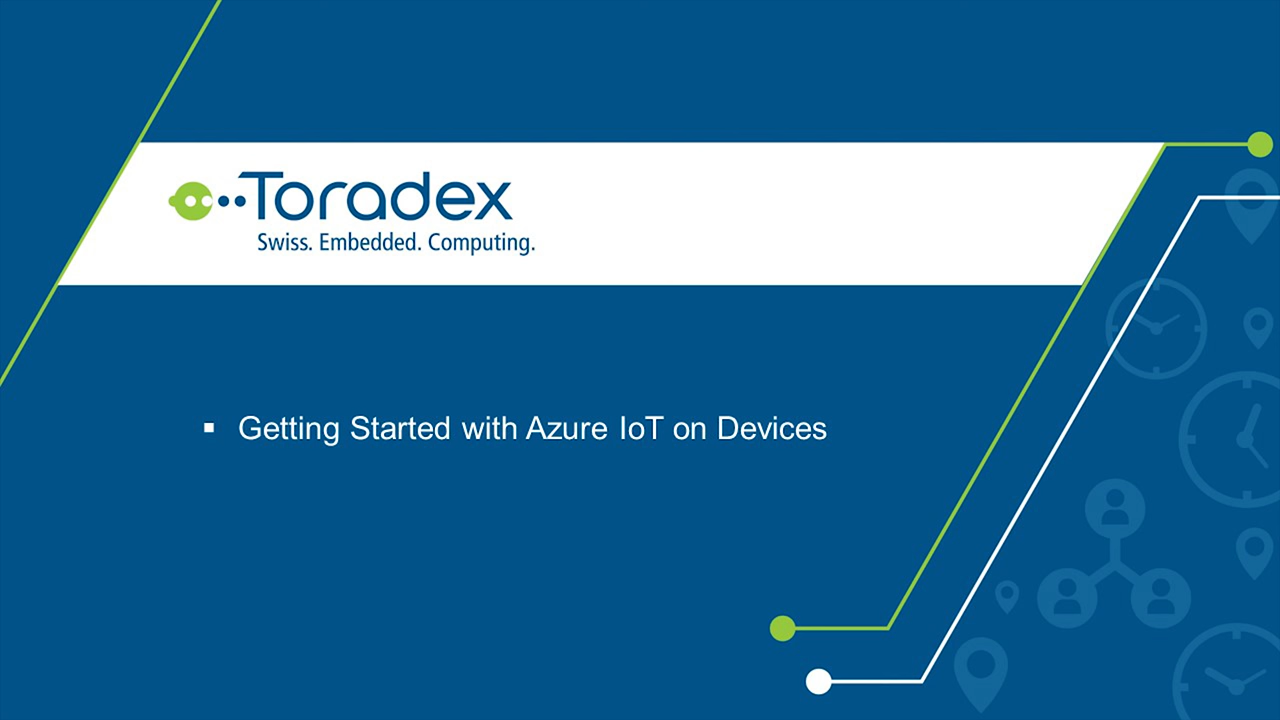 Toradex
Swiss. Embedded. Computing.
▪ Getting Started with Azure IoT on Devices